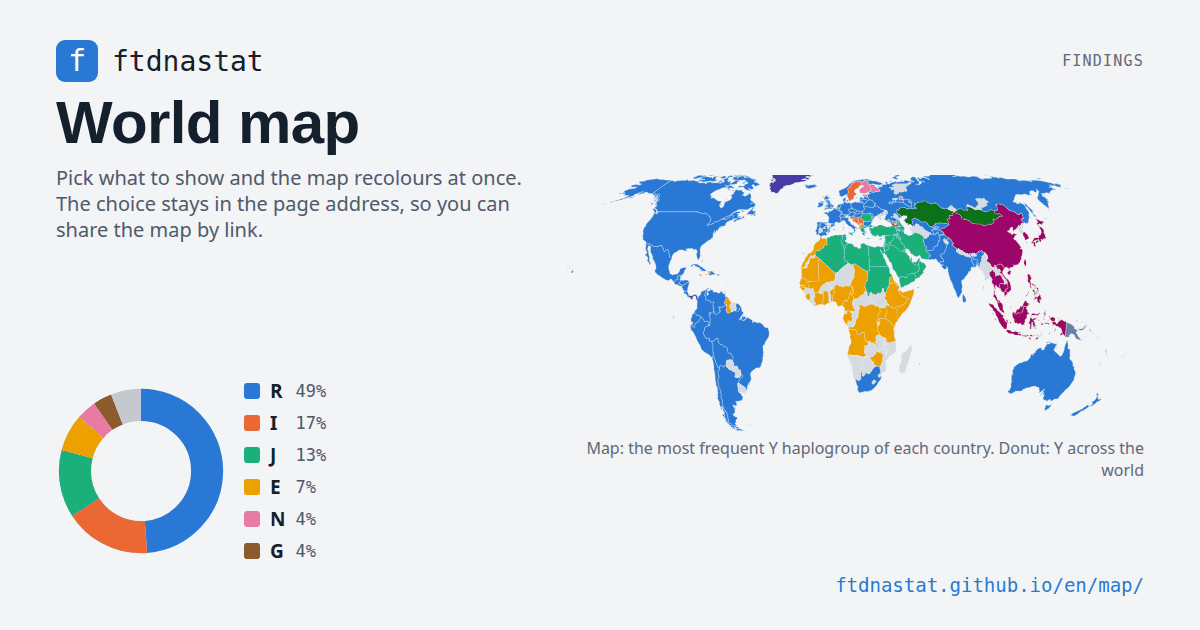 f ftdnastat
FINDINGS
World map
Pick what to show and the map recolours at once.
The choice stays in the page address, so you can
share the map by link.
R 49%
I 17%
J 13%
E 7%
N 4%
G 4%
Map: the most frequent Y haplogroup of each country. Donut: Y across the
world
ftdnastat.github.io/en/map/